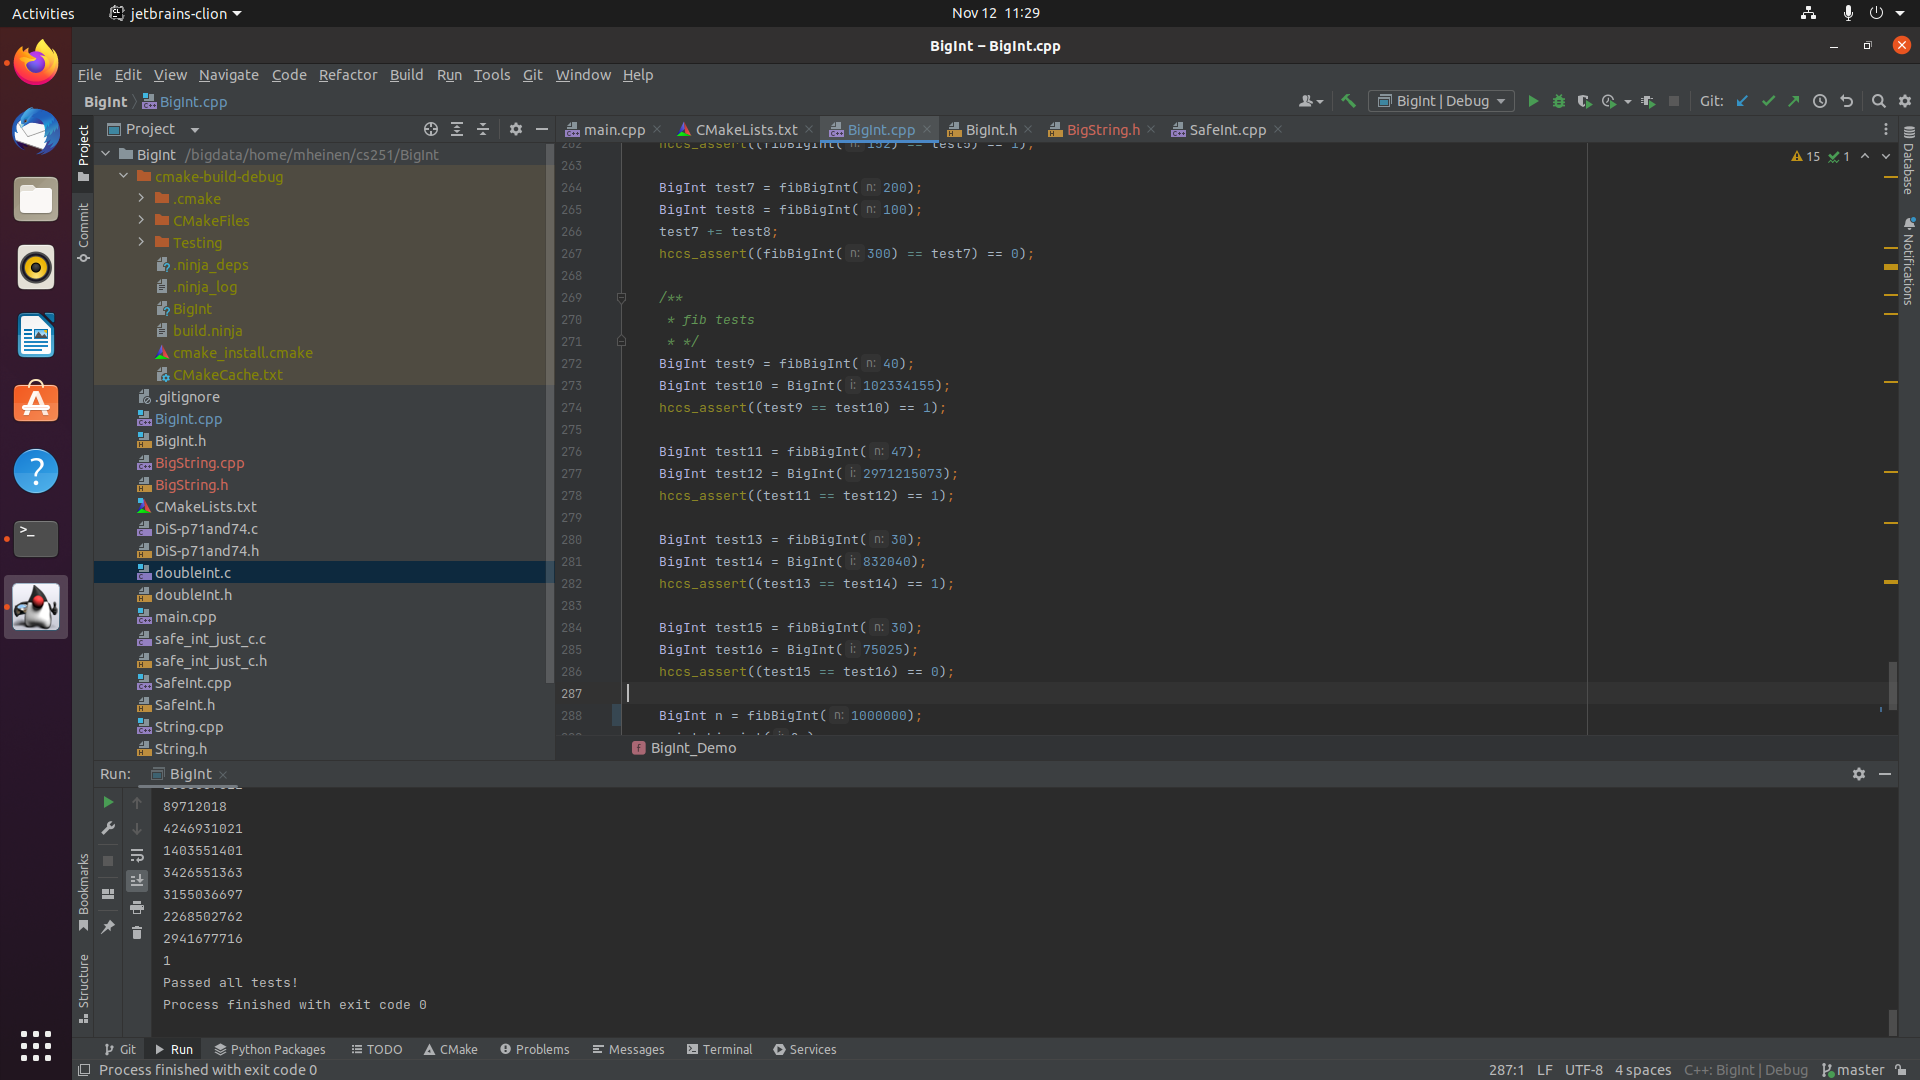 Activities jetbrains-clion Nov 12 11:29
BigInt – BigInt.cpp
File Edit View Navigate Code Refactor Build Run Tools Git Window Help
BigInt BigInt.cpp BigInt | Debug Git:
Project main.cpp CMakeLists.txt BigInt.cpp BigInt.h BigString.h SafeInt.cpp
Project
Commit
Bookmarks
Structure
Database
Notifications
15 1
BigInt /bigdata/home/mheinen/cs251/BigInt
cmake-build-debug
.cmake
CMakeFiles
Testing
.ninja_deps
.ninja_log
BigInt
build.ninja
cmake_install.cmake
CMakeCache.txt
.gitignore
BigInt.cpp
BigInt.h
BigString.cpp
BigString.h
CMakeLists.txt
DiS-p71and74.c
DiS-p71and74.h
doubleInt.c
doubleInt.h
main.cpp
safe_int_just_c.c
safe_int_just_c.h
SafeInt.cpp
SafeInt.h
String.cpp
String.h
262 hccs_assert((fibBigInt( n: 152) == test5) == 1);
263
264 BigInt test7 = fibBigInt( n: 200);
265 BigInt test8 = fibBigInt( n: 100);
266 test7 += test8;
267 hccs_assert((fibBigInt( n: 300) == test7) == 0);
268
269 /**
270 * fib tests
271 * */
272 BigInt test9 = fibBigInt( n: 40);
273 BigInt test10 = BigInt( i: 102334155);
274 hccs_assert((test9 == test10) == 1);
275
276 BigInt test11 = fibBigInt( n: 47);
277 BigInt test12 = BigInt( i: 2971215073);
278 hccs_assert((test11 == test12) == 1);
279
280 BigInt test13 = fibBigInt( n: 30);
281 BigInt test14 = BigInt( i: 832040);
282 hccs_assert((test13 == test14) == 1);
283
284 BigInt test15 = fibBigInt( n: 30);
285 BigInt test16 = BigInt( i: 75025);
286 hccs_assert((test15 == test16) == 0);
287
288 BigInt n = fibBigInt( n: 1000000);
f BigInt_Demo
Run: BigInt
89712018
4246931021
1403551401
3426551363
3155036697
2268502762
2941677716
1
Passed all tests!
Process finished with exit code 0
Git Run Python Packages TODO CMake Problems Messages Terminal Services
Process finished with exit code 0 287:1 LF UTF-8 4 spaces C++: BigInt | Debug master